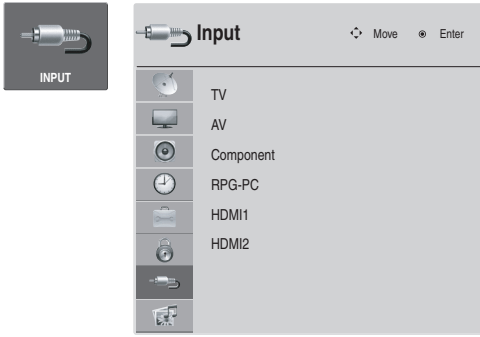 INPUT
Input
Move
Enter
TV
AV
Component
RPG-PC
HDMI1
HDMI2